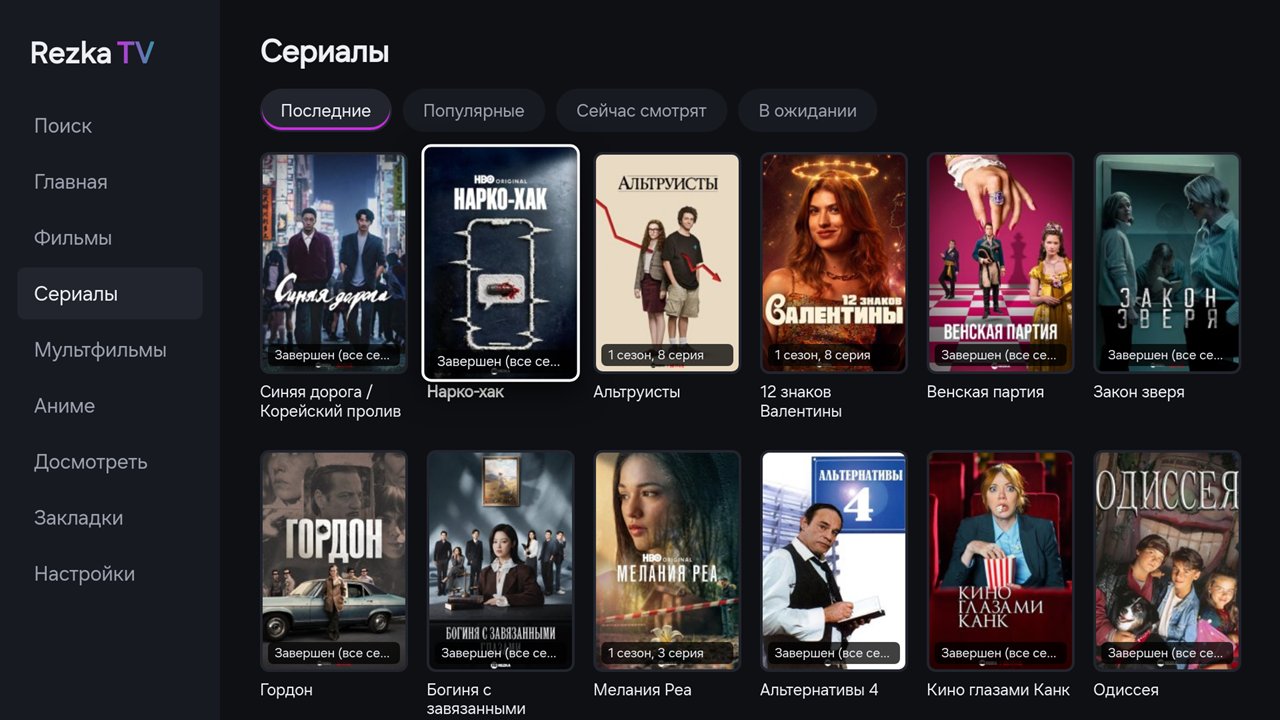 Rezka TV
Поиск
Главная
Фильмы
Сериалы
Мультфильмы
Аниме
Досмотреть
Закладки
Настройки
Сериалы
Последние
Популярные
Сейчас смотрят
В ожидании
Синяя дорога
Завершен (все се...
Синяя дорога /
Корейский пролив
HBO ORIGINAL
НАРКО-ХАК
Завершен (все се...
Нарко-хак
АЛЬТРУИСТЫ
1 сезон, 8 серия
Альтруисты
12 ЗНАКОВ
ВАЛЕНТИНЫ
1 сезон, 8 серия
12 знаков
Валентины
ВЕНСКАЯ ПАРТИЯ
Завершен (все се...
Венская партия
ЗАКОН
ЗВЕРЯ
Завершен (все се...
Закон зверя
ГОРДОН
Завершен (все се...
Гордон
БОГИНЯ С ЗАВЯЗАННЫМИ
ГЛАЗАМИ
Завершен (все се...
Богиня с
завязанными
HBO ORIGINAL
МЕЛАНИЯ РЕА
1 сезон, 3 серия
Мелания Реа
АЛЬТЕРНАТИВЫ
4
Завершен (все се...
Альтернативы 4
КИНО
ГЛАЗАМИ
КАНК
Завершен (все се...
Кино глазами Канк
ОДИССЕЯ
Завершен (все се...
Одиссея